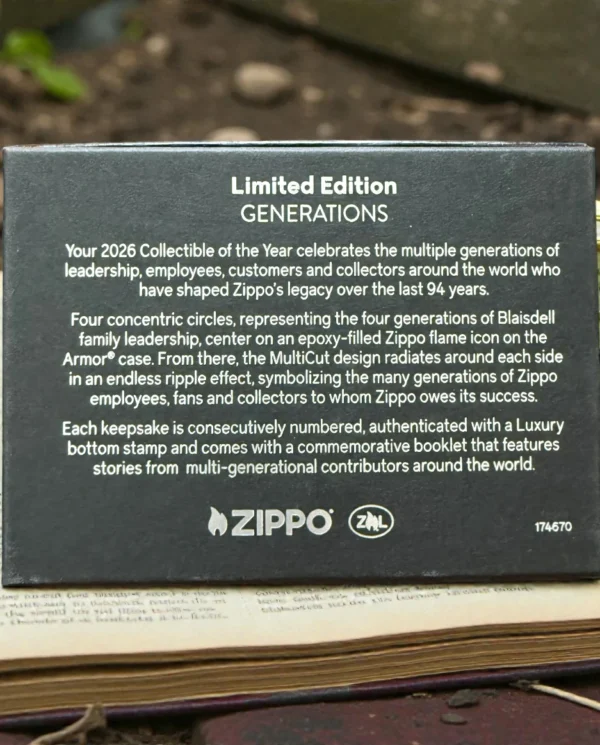 Limited Edition
GENERATIONS
Your 2026 Collectible of the Year celebrates the multiple generations of
leadership, employees, customers and collectors around the world who
have shaped Zippo's legacy over the last 94 years.
Four concentric circles, representing the four generations of Blaisdell
family leadership, center on an epoxy-filled Zippo flame icon on the
Armor® case. From there, the MultiCut design radiates around each side
in an endless ripple effect, symbolizing the many generations of Zippo
employees, fans and collectors to whom Zippo owes its success.
Each keepsake is consecutively numbered, authenticated with a Luxury
bottom stamp and comes with a commemorative booklet that features
stories from multi-generational contributors around the world.
ZIPPO ZL 174670